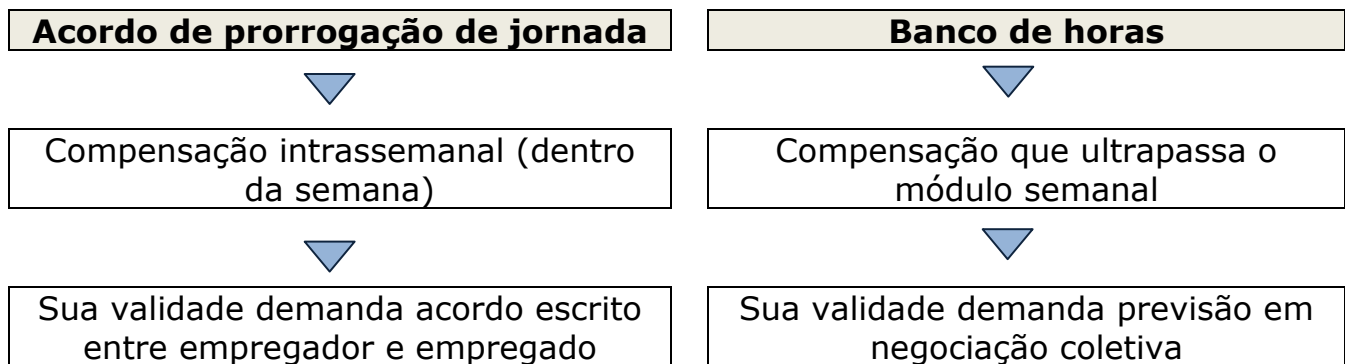 Acordo de prorrogação de jornada
Compensação intrassemanal (dentro
da semana)
Sua validade demanda acordo escrito
entre empregador e empregado
Banco de horas
Compensação que ultrapassa o
módulo semanal
Sua validade demanda previsão em
negociação coletiva